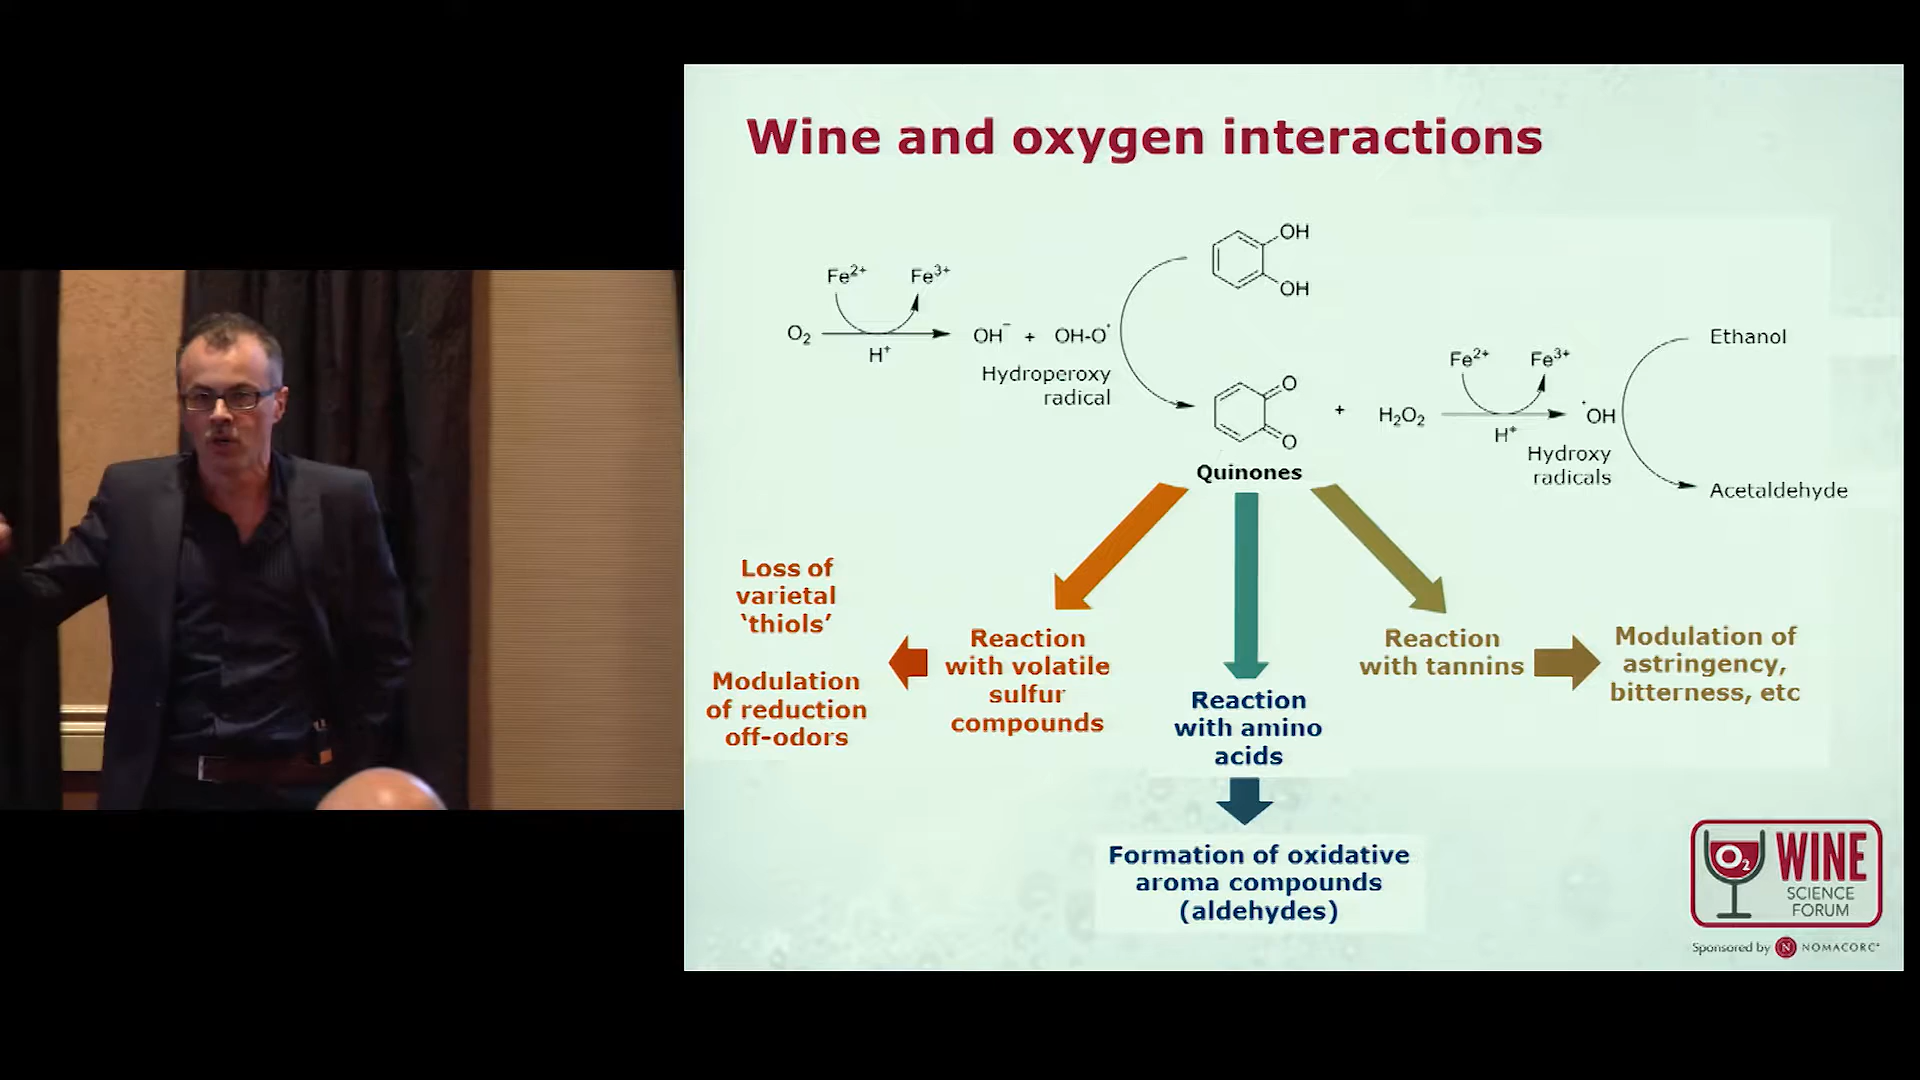 Wine and oxygen interactions
OH
OH
Fe²⁺ Fe³⁺
O₂
H⁺
OH⁻ + OH-O˙
Hydroperoxy
radical
O
O
Quinones
+
H₂O₂
Fe²⁺ Fe³⁺
H⁺
˙OH
Hydroxy
radicals
Ethanol
Acetaldehyde
Loss of
varietal
‘thiols’
Modulation
of reduction
off-odors
Reaction
with volatile
sulfur
compounds
Reaction
with amino
acids
Formation of oxidative
aroma compounds
(aldehydes)
Reaction
with tannins
Modulation of
astringency,
bitterness, etc
O₂ WINE
SCIENCE
FORUM
Sponsored by N NOMACORC